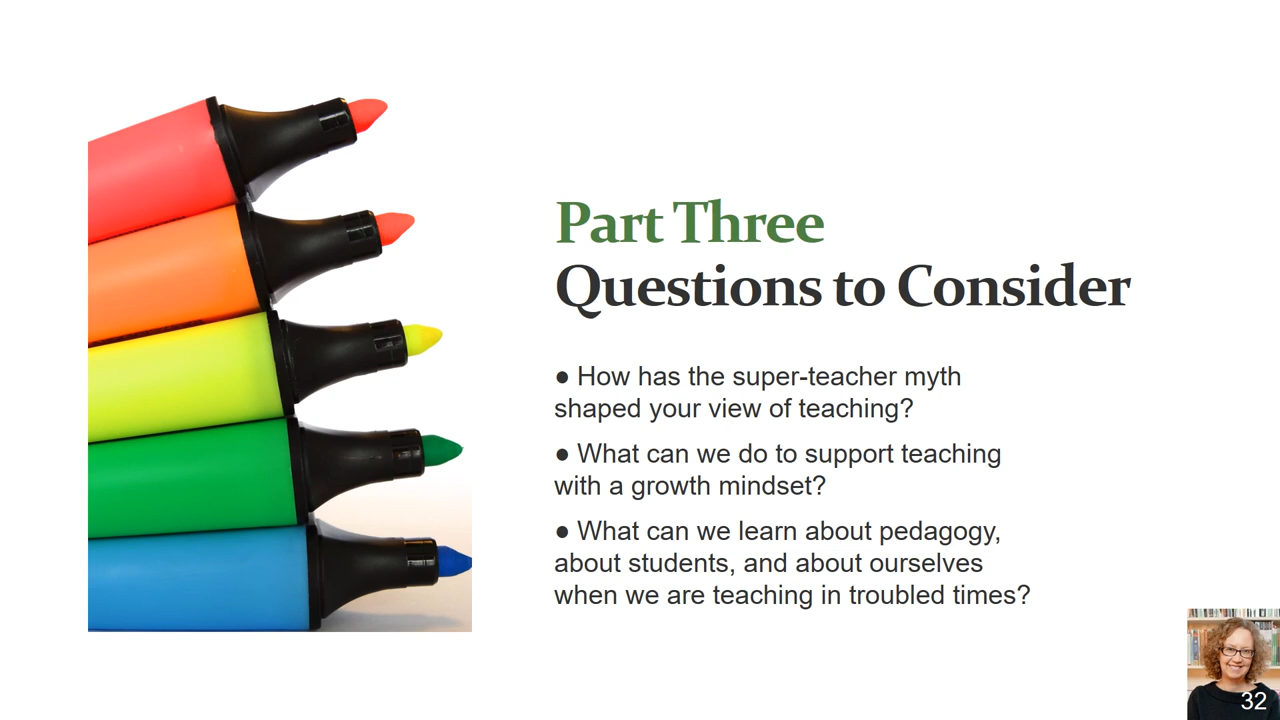 Part Three
Questions to Consider
● How has the super-teacher myth
shaped your view of teaching?
● What can we do to support teaching
with a growth mindset?
● What can we learn about pedagogy,
about students, and about ourselves
when we are teaching in troubled times?
32